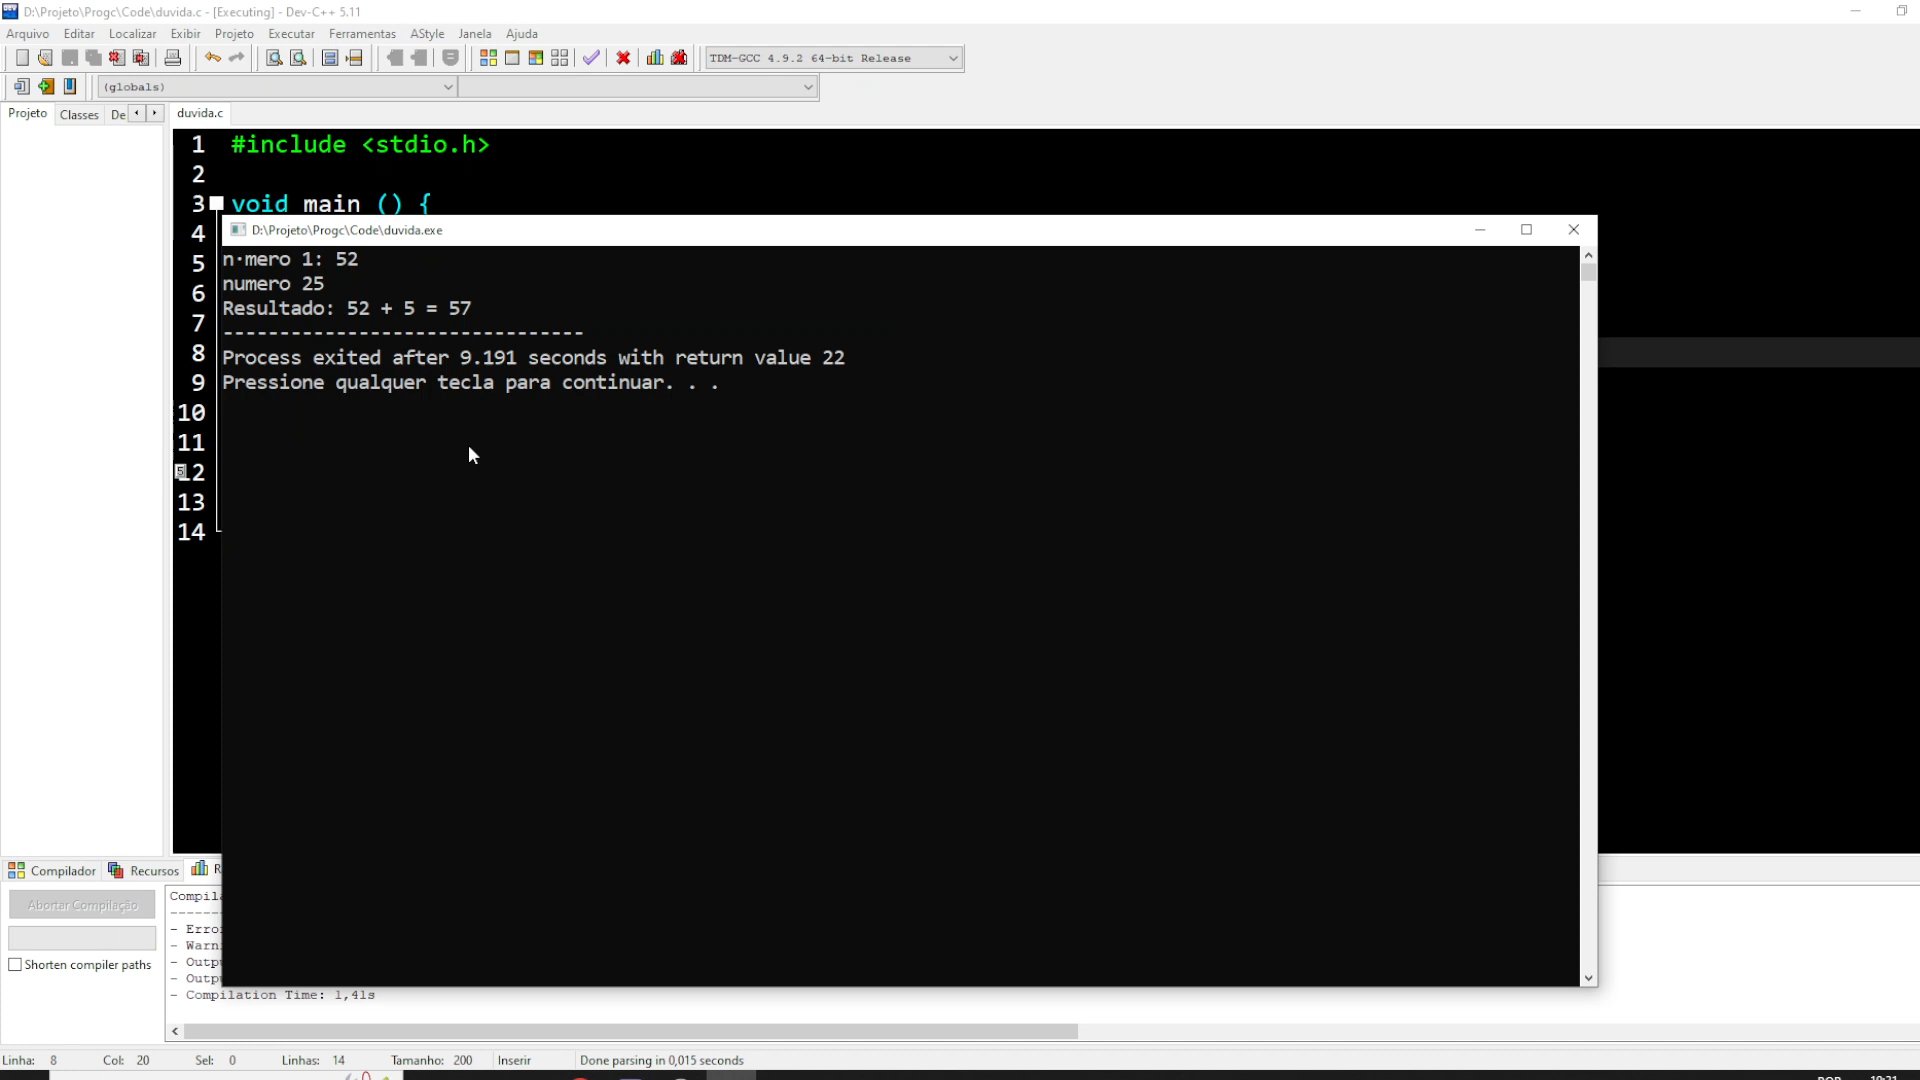 D:\Projeto\Progc\Code\duvida.c - [Executing] - Dev-C++ 5.11
Arquivo Editar Localizar Exibir Projeto Executar Ferramentas AStyle Janela Ajuda
TDM-GCC 4.9.2 64-bit Release
(globals)
Projeto Classes De duvida.c
1 #include <stdio.h>
2
3 void main () {
4
D:\Projeto\Progc\Code\duvida.exe
5 n·mero 1: 52
6 numero 25
Resultado: 52 + 5 = 57
7 --------------------------------
8 Process exited after 9.191 seconds with return value 22
9 Pressione qualquer tecla para continuar. . .
10
11
12
13
14
Compilador Recursos
Abortar Compilação
Shorten compiler paths
- Compilation Time: 1,41s
Linha: 8 Col: 20 Sel: 0 Linhas: 14 Tamanho: 200 Inserir Done parsing in 0,015 seconds